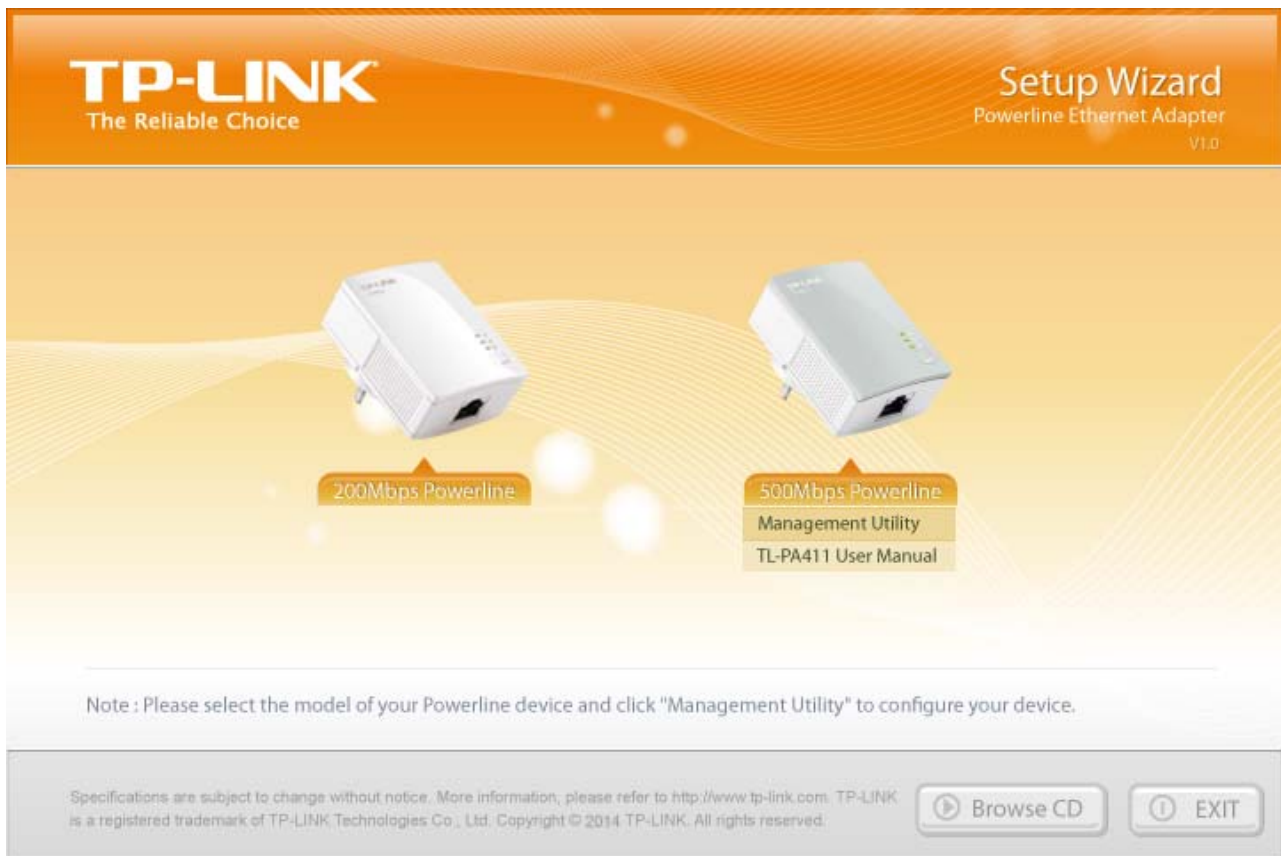 TP-LINK
The Reliable Choice
Setup Wizard
Powerline Ethernet Adapter
V1.0
200Mbps Powerline
500Mbps Powerline
Management Utility
TL-PA411 User Manual
Note : Please select the model of your Powerline device and click "Management Utility" to configure your device.
Specifications are subject to change without notice. More information, please refer to http://www.tp-link.com. TP-LINK
is a registered trademark of TP-LINK Technologies Co., Ltd. Copyright © 2014 TP-LINK. All rights reserved.
Browse CD
EXIT